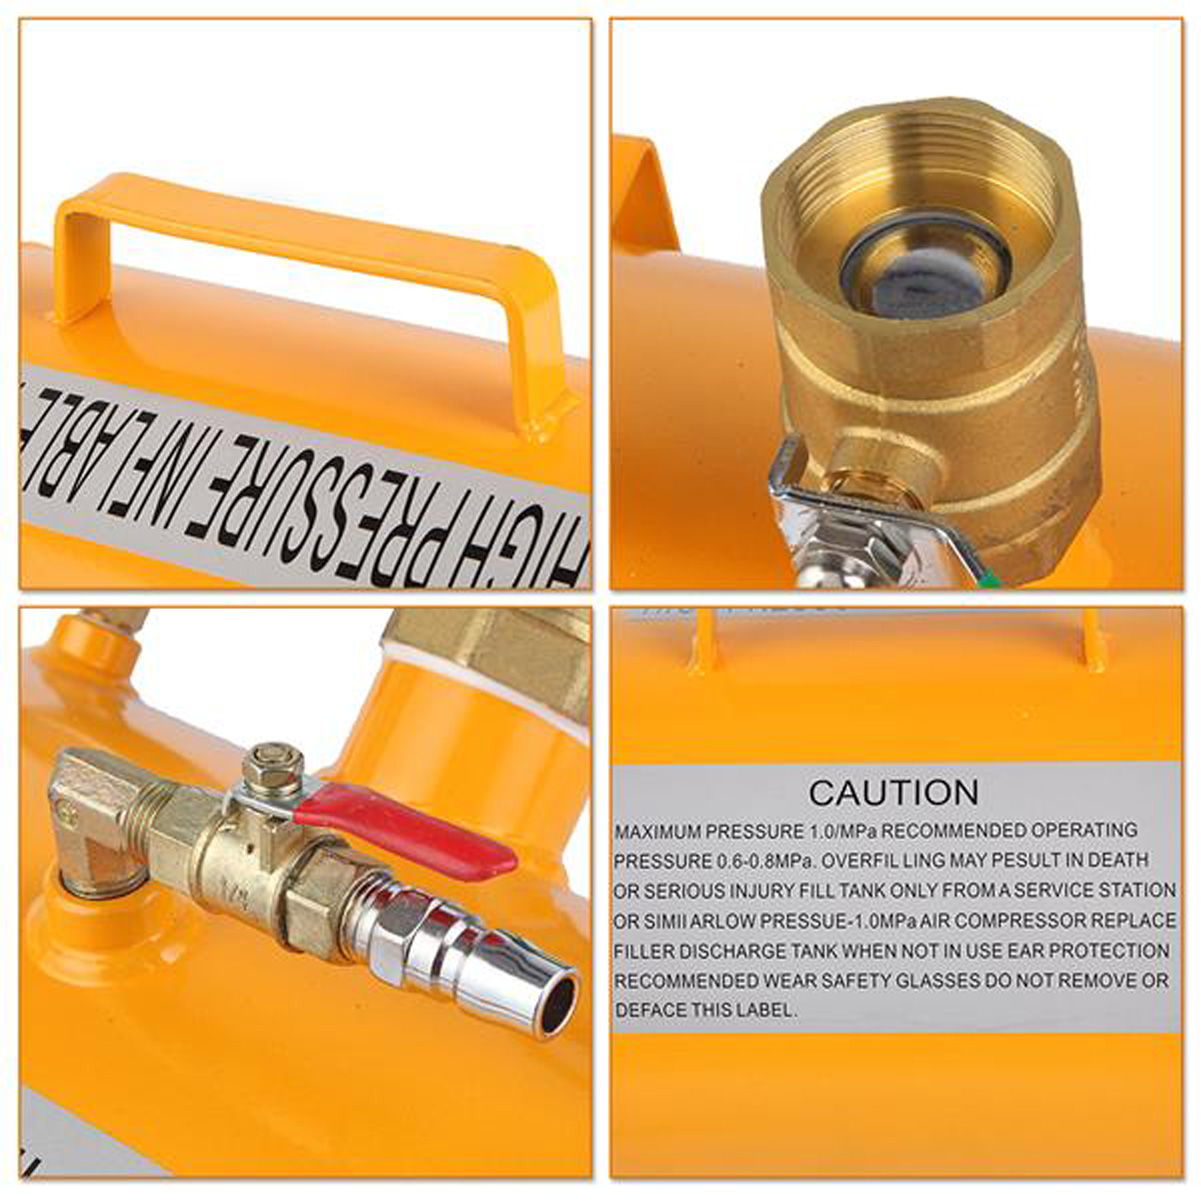 HIGH PRESSURE INFLABLE
CAUTION
MAXIMUM PRESSURE 1.0/MPa RECOMMENDED OPERATING
PRESSURE 0.6-0.8MPa. OVERFIL LING MAY PESULT IN DEATH
OR SERIOUS INJURY FILL TANK ONLY FROM A SERVICE STATION
OR SIMII ARLOW PRESSUE-1.0MPa AIR COMPRESSOR REPLACE
FILLER DISCHARGE TANK WHEN NOT IN USE EAR PROTECTION
RECOMMENDED WEAR SAFETY GLASSES DO NOT REMOVE OR
DEFACE THIS LABEL.